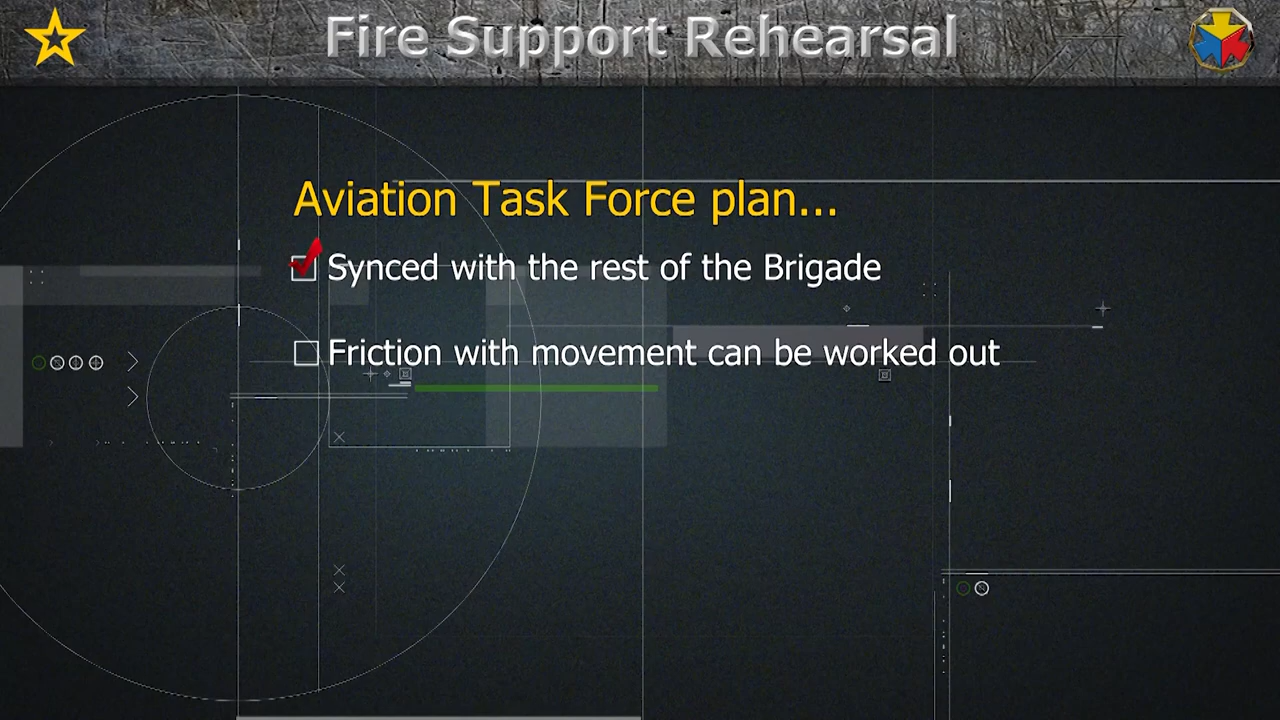 Fire Support Rehearsal
Aviation Task Force plan...
Synced with the rest of the Brigade
Friction with movement can be worked out